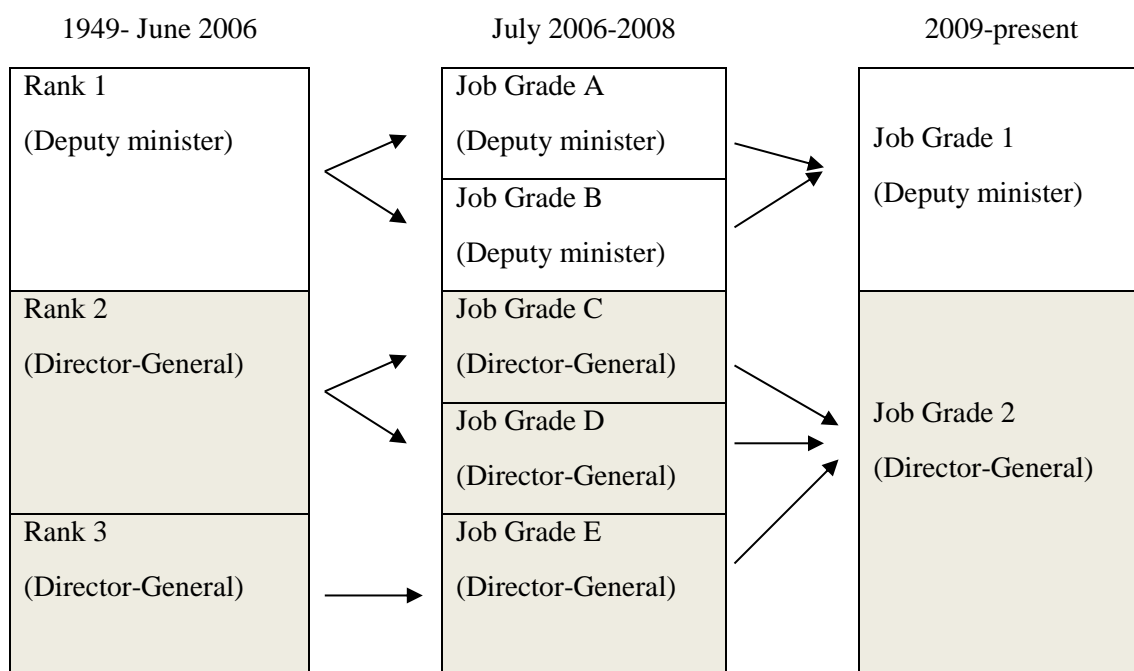 1949- June 2006
Rank 1
(Deputy minister)
Rank 2
(Director-General)
Rank 3
(Director-General)
July 2006-2008
Job Grade A
(Deputy minister)
Job Grade B
(Deputy minister)
Job Grade C
(Director-General)
Job Grade D
(Director-General)
Job Grade E
(Director-General)
2009-present
Job Grade 1
(Deputy minister)
Job Grade 2
(Director-General)